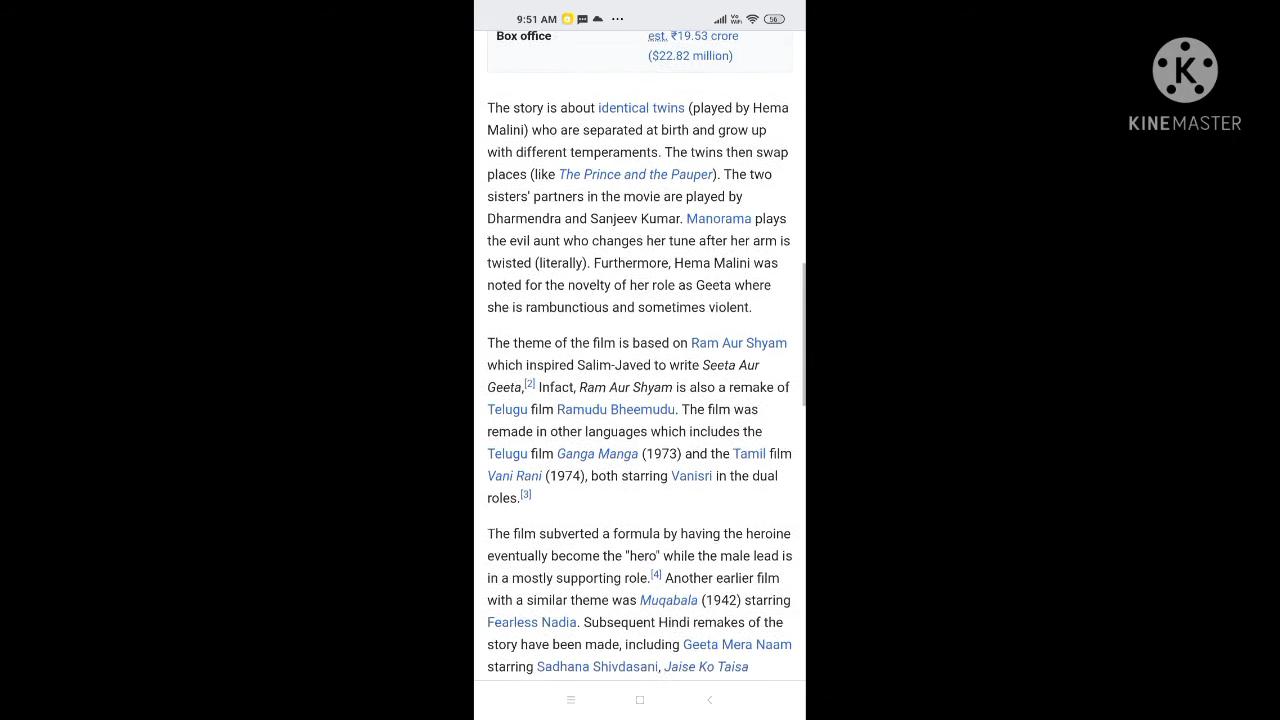 9:51 AM
Vo
WiFi
56
Box office
est. ₹19.53 crore
($22.82 million)
K
KINEMASTER
The story is about identical twins (played by Hema
Malini) who are separated at birth and grow up
with different temperaments. The twins then swap
places (like The Prince and the Pauper). The two
sisters' partners in the movie are played by
Dharmendra and Sanjeev Kumar. Manorama plays
the evil aunt who changes her tune after her arm is
twisted (literally). Furthermore, Hema Malini was
noted for the novelty of her role as Geeta where
she is rambunctious and sometimes violent.
The theme of the film is based on Ram Aur Shyam
which inspired Salim-Javed to write Seeta Aur
Geeta,[2] Infact, Ram Aur Shyam is also a remake of
Telugu film Ramudu Bheemudu. The film was
remade in other languages which includes the
Telugu film Ganga Manga (1973) and the Tamil film
Vani Rani (1974), both starring Vanisri in the dual
roles.[3]
The film subverted a formula by having the heroine
eventually become the "hero" while the male lead is
in a mostly supporting role.[4] Another earlier film
with a similar theme was Muqabala (1942) starring
Fearless Nadia. Subsequent Hindi remakes of the
story have been made, including Geeta Mera Naam
starring Sadhana Shivdasani, Jaise Ko Taisa